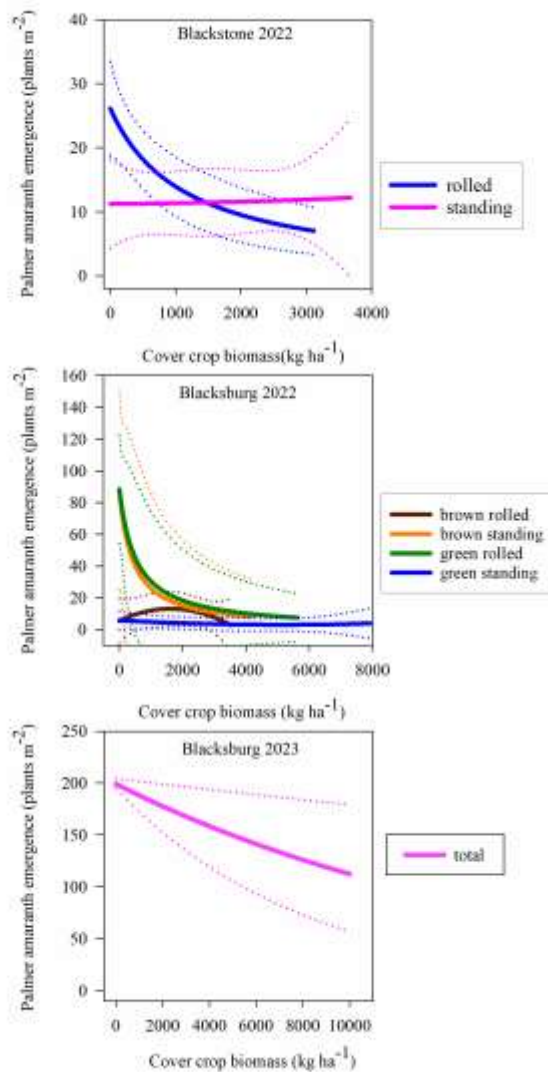 Blackstone 2022
Palmer amaranth emergence (plants m-2)
40
30
20
10
0
0 1000 2000 3000 4000
Cover crop biomass(kg ha-1)
rolled
standing
Blacksburg 2022
Palmer amaranth emergence (plants m-2)
160
140
120
100
80
60
40
20
0
0 2000 4000 6000 8000
Cover crop biomass (kg ha-1)
brown rolled
brown standing
green rolled
green standing
Blacksburg 2023
Palmer amaranth emergence (plants m-2)
250
200
150
100
50
0
0 2000 4000 6000 8000 10000
Cover crop biomass (kg ha-1)
total